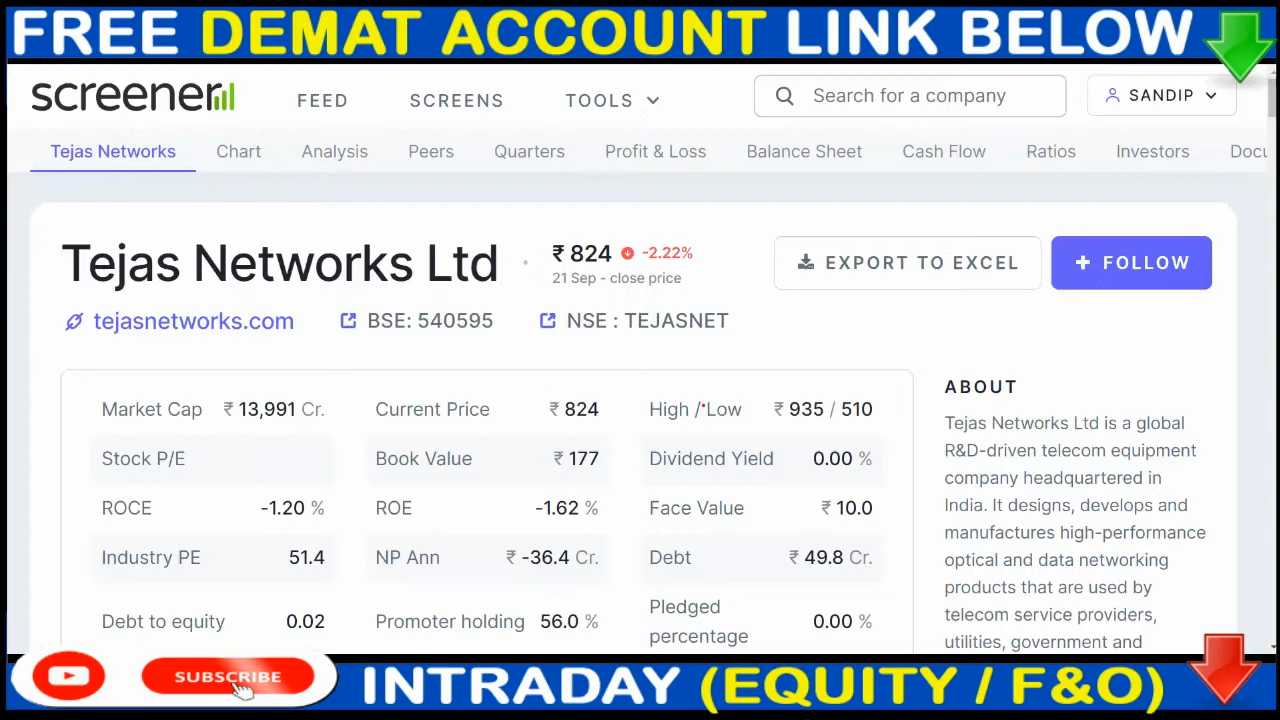 FREE DEMAT ACCOUNT LINK BELOW
screener
FEED
SCREENS
TOOLS
Search for a company
SANDIP
Tejas Networks
Chart
Analysis
Peers
Quarters
Profit & Loss
Balance Sheet
Cash Flow
Ratios
Investors
Docu
Tejas Networks Ltd
₹ 824 -2.22%
21 Sep - close price
EXPORT TO EXCEL
+ FOLLOW
tejasnetworks.com
BSE: 540595
NSE : TEJASNET
Market Cap ₹ 13,991 Cr.
Current Price ₹ 824
High / Low ₹ 935 / 510
Stock P/E
Book Value ₹ 177
Dividend Yield 0.00 %
ROCE -1.20 %
ROE -1.62 %
Face Value ₹ 10.0
Industry PE 51.4
NP Ann ₹ -36.4 Cr.
Debt ₹ 49.8 Cr.
Debt to equity 0.02
Promoter holding 56.0 %
Pledged
percentage 0.00 %
ABOUT
Tejas Networks Ltd is a global
R&D-driven telecom equipment
company headquartered in
India. It designs, develops and
manufactures high-performance
optical and data networking
products that are used by
telecom service providers,
utilities, government and
SUBSCRIBE
INTRADAY (EQUITY / F&O)